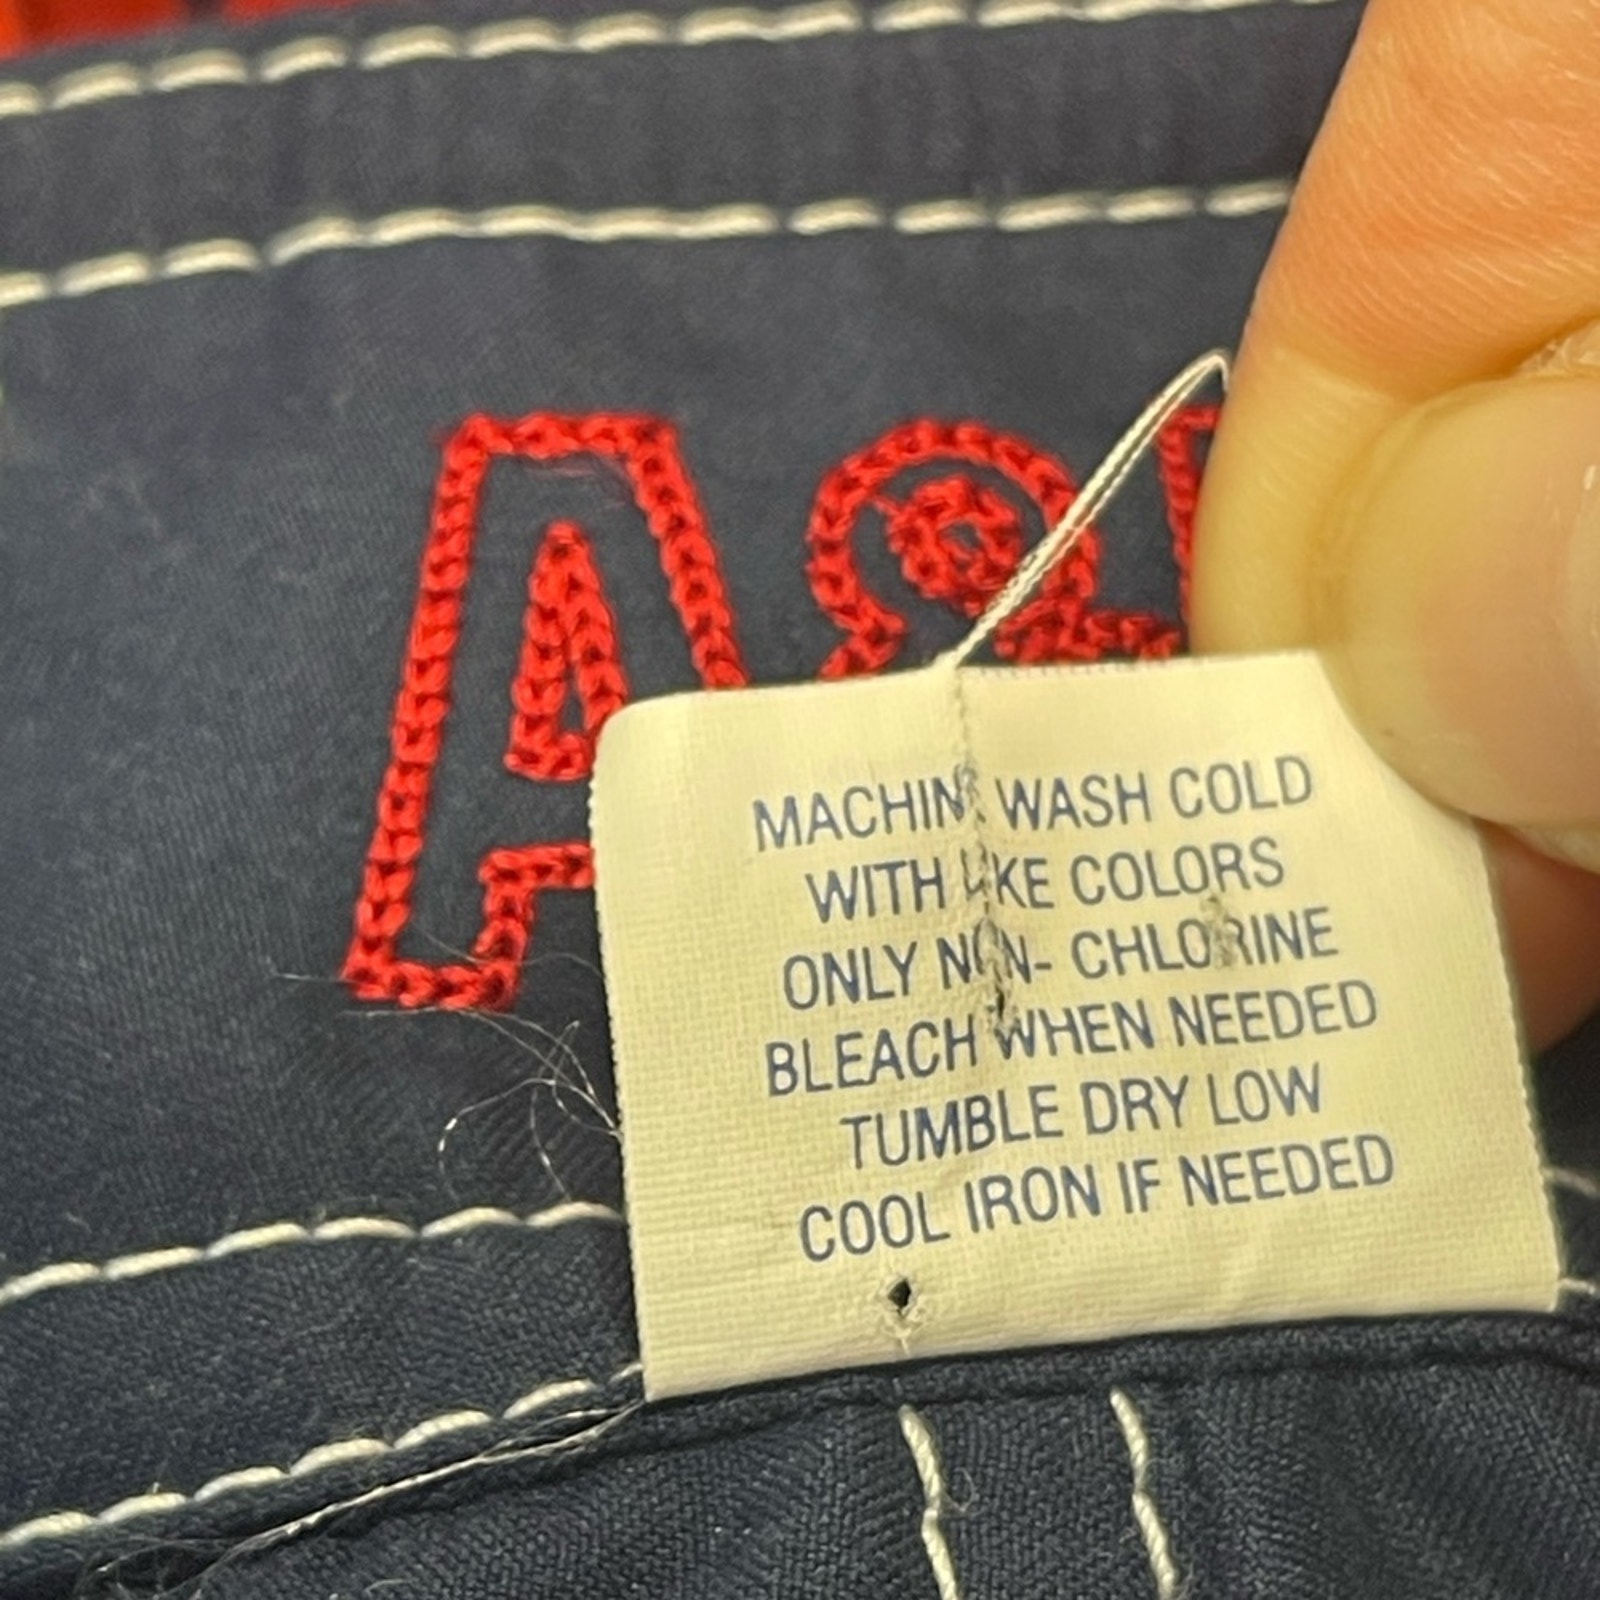 A&
MACHINE WASH COLD
WITH LIKE COLORS
ONLY NON- CHLORINE
BLEACH WHEN NEEDED
TUMBLE DRY LOW
COOL IRON IF NEEDED